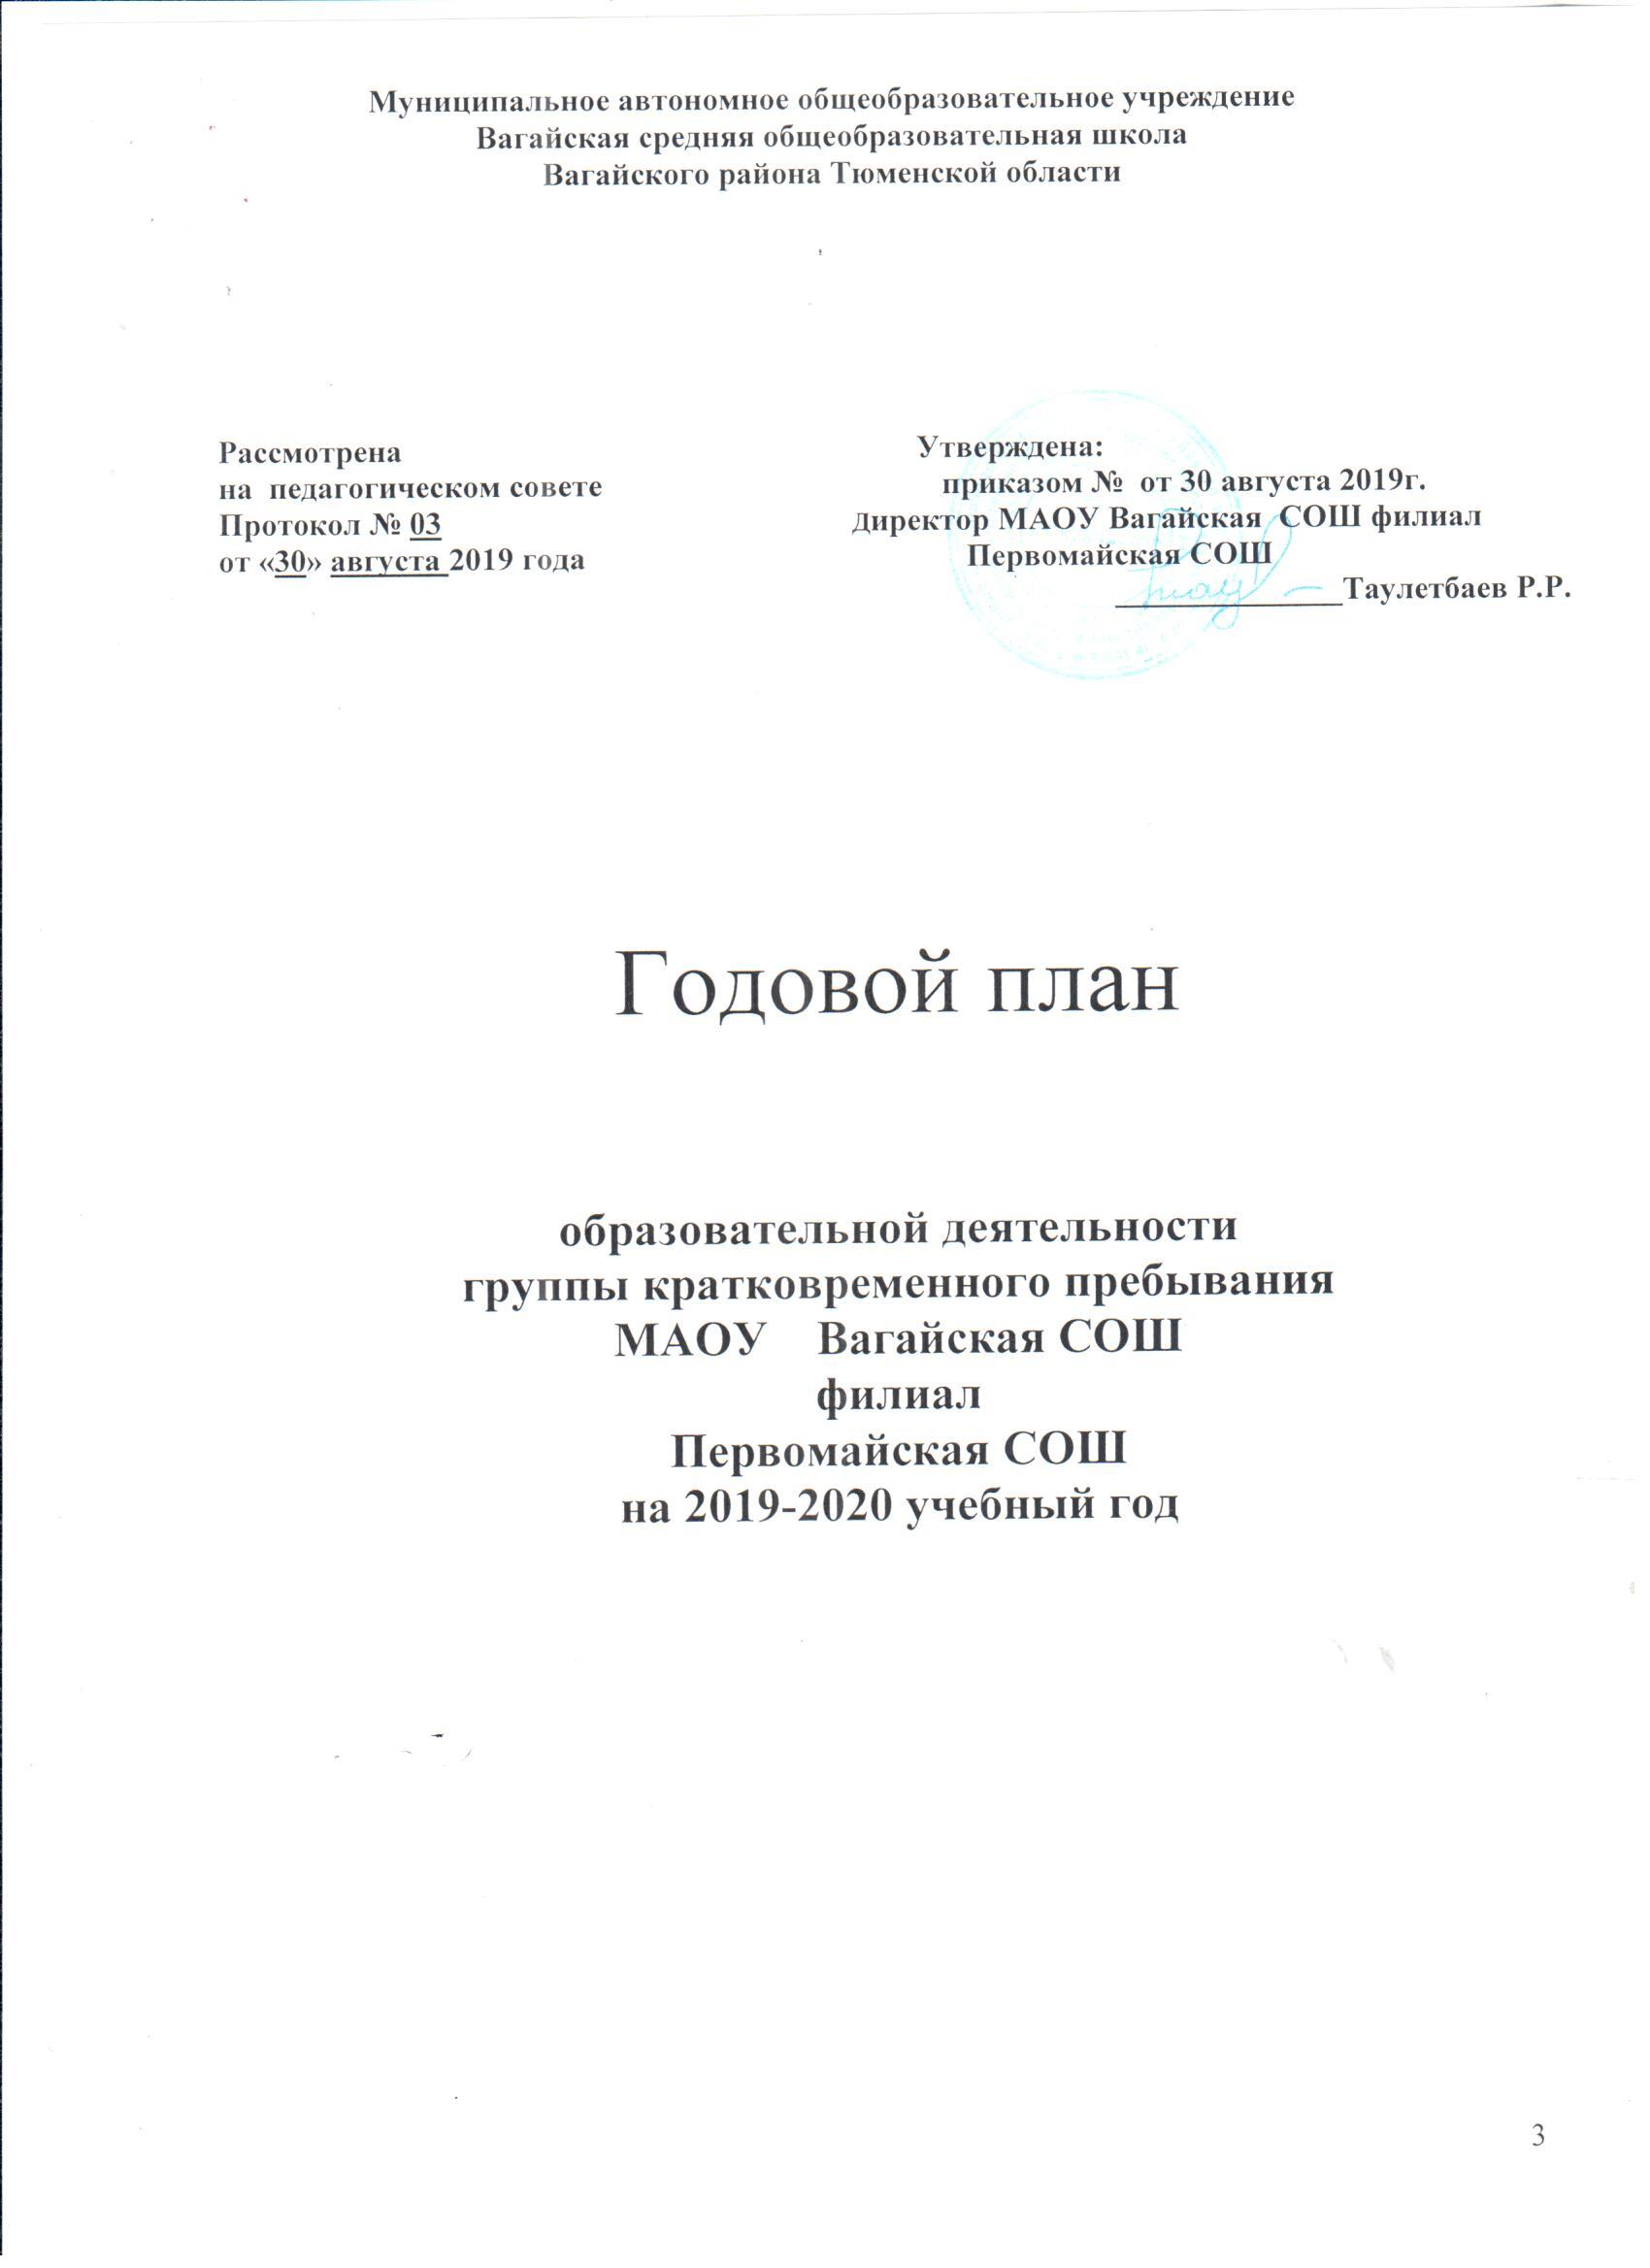 Муниципальное автономное общеобразовательное учреждение
Вагайская средняя общеобразовательная школа
Вагайского района Тюменской области
Рассмотрена
на педагогическом совете
Протокол № 03
от «30» августа 2019 года
Утверждена:
приказом № от 30 августа 2019г.
Директор МАОУ Вагайская СОШ филиал
Первомайская СОШ
______________Таулетбаев Р.Р.
Годовой план
образовательной деятельности
группы кратковременного пребывания
МАОУ Вагайская СОШ
филиал
Первомайская СОШ
на 2019-2020 учебный год
3